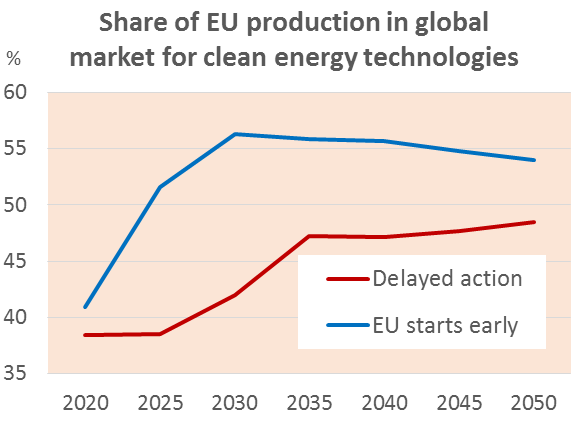 Share of EU production in global
market for clean energy technologies
%
60
55
50
45
40
35
Delayed action
EU starts early
2020 2025 2030 2035 2040 2045 2050